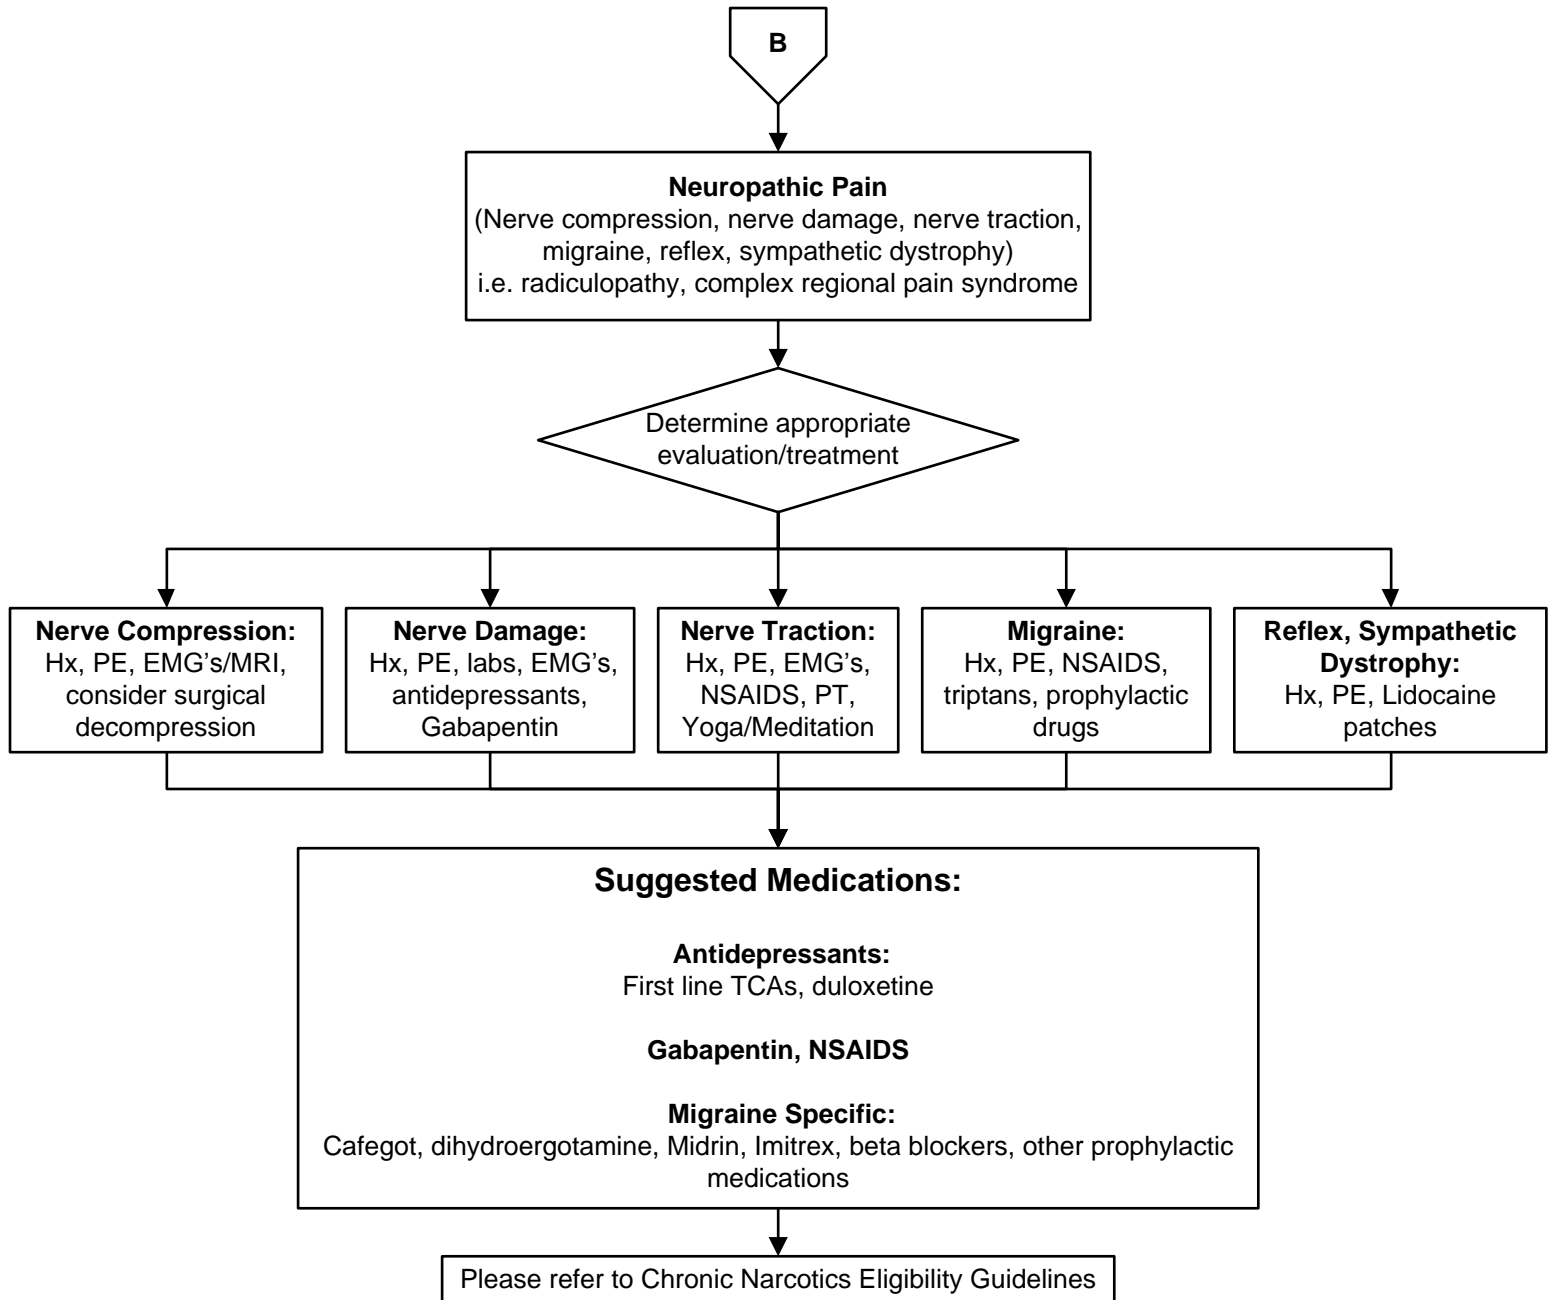 B
Neuropathic Pain
(Nerve compression, nerve damage, nerve traction,
migraine, reflex, sympathetic dystrophy)
i.e. radiculopathy, complex regional pain syndrome
Determine appropriate
evaluation/treatment
Nerve Compression:
Hx, PE, EMG’s/MRI,
consider surgical
decompression
Nerve Damage:
Hx, PE, labs, EMG’s,
antidepressants,
Gabapentin
Nerve Traction:
Hx, PE, EMG’s,
NSAIDS, PT,
Yoga/Meditation
Migraine:
Hx, PE, NSAIDS,
triptans, prophylactic
drugs
Reflex, Sympathetic
Dystrophy:
Hx, PE, Lidocaine
patches
Suggested Medications:
Antidepressants:
First line TCAs, duloxetine
Gabapentin, NSAIDS
Migraine Specific:
Cafegot, dihydroergotamine, Midrin, Imitrex, beta blockers, other prophylactic
medications
Please refer to Chronic Narcotics Eligibility Guidelines